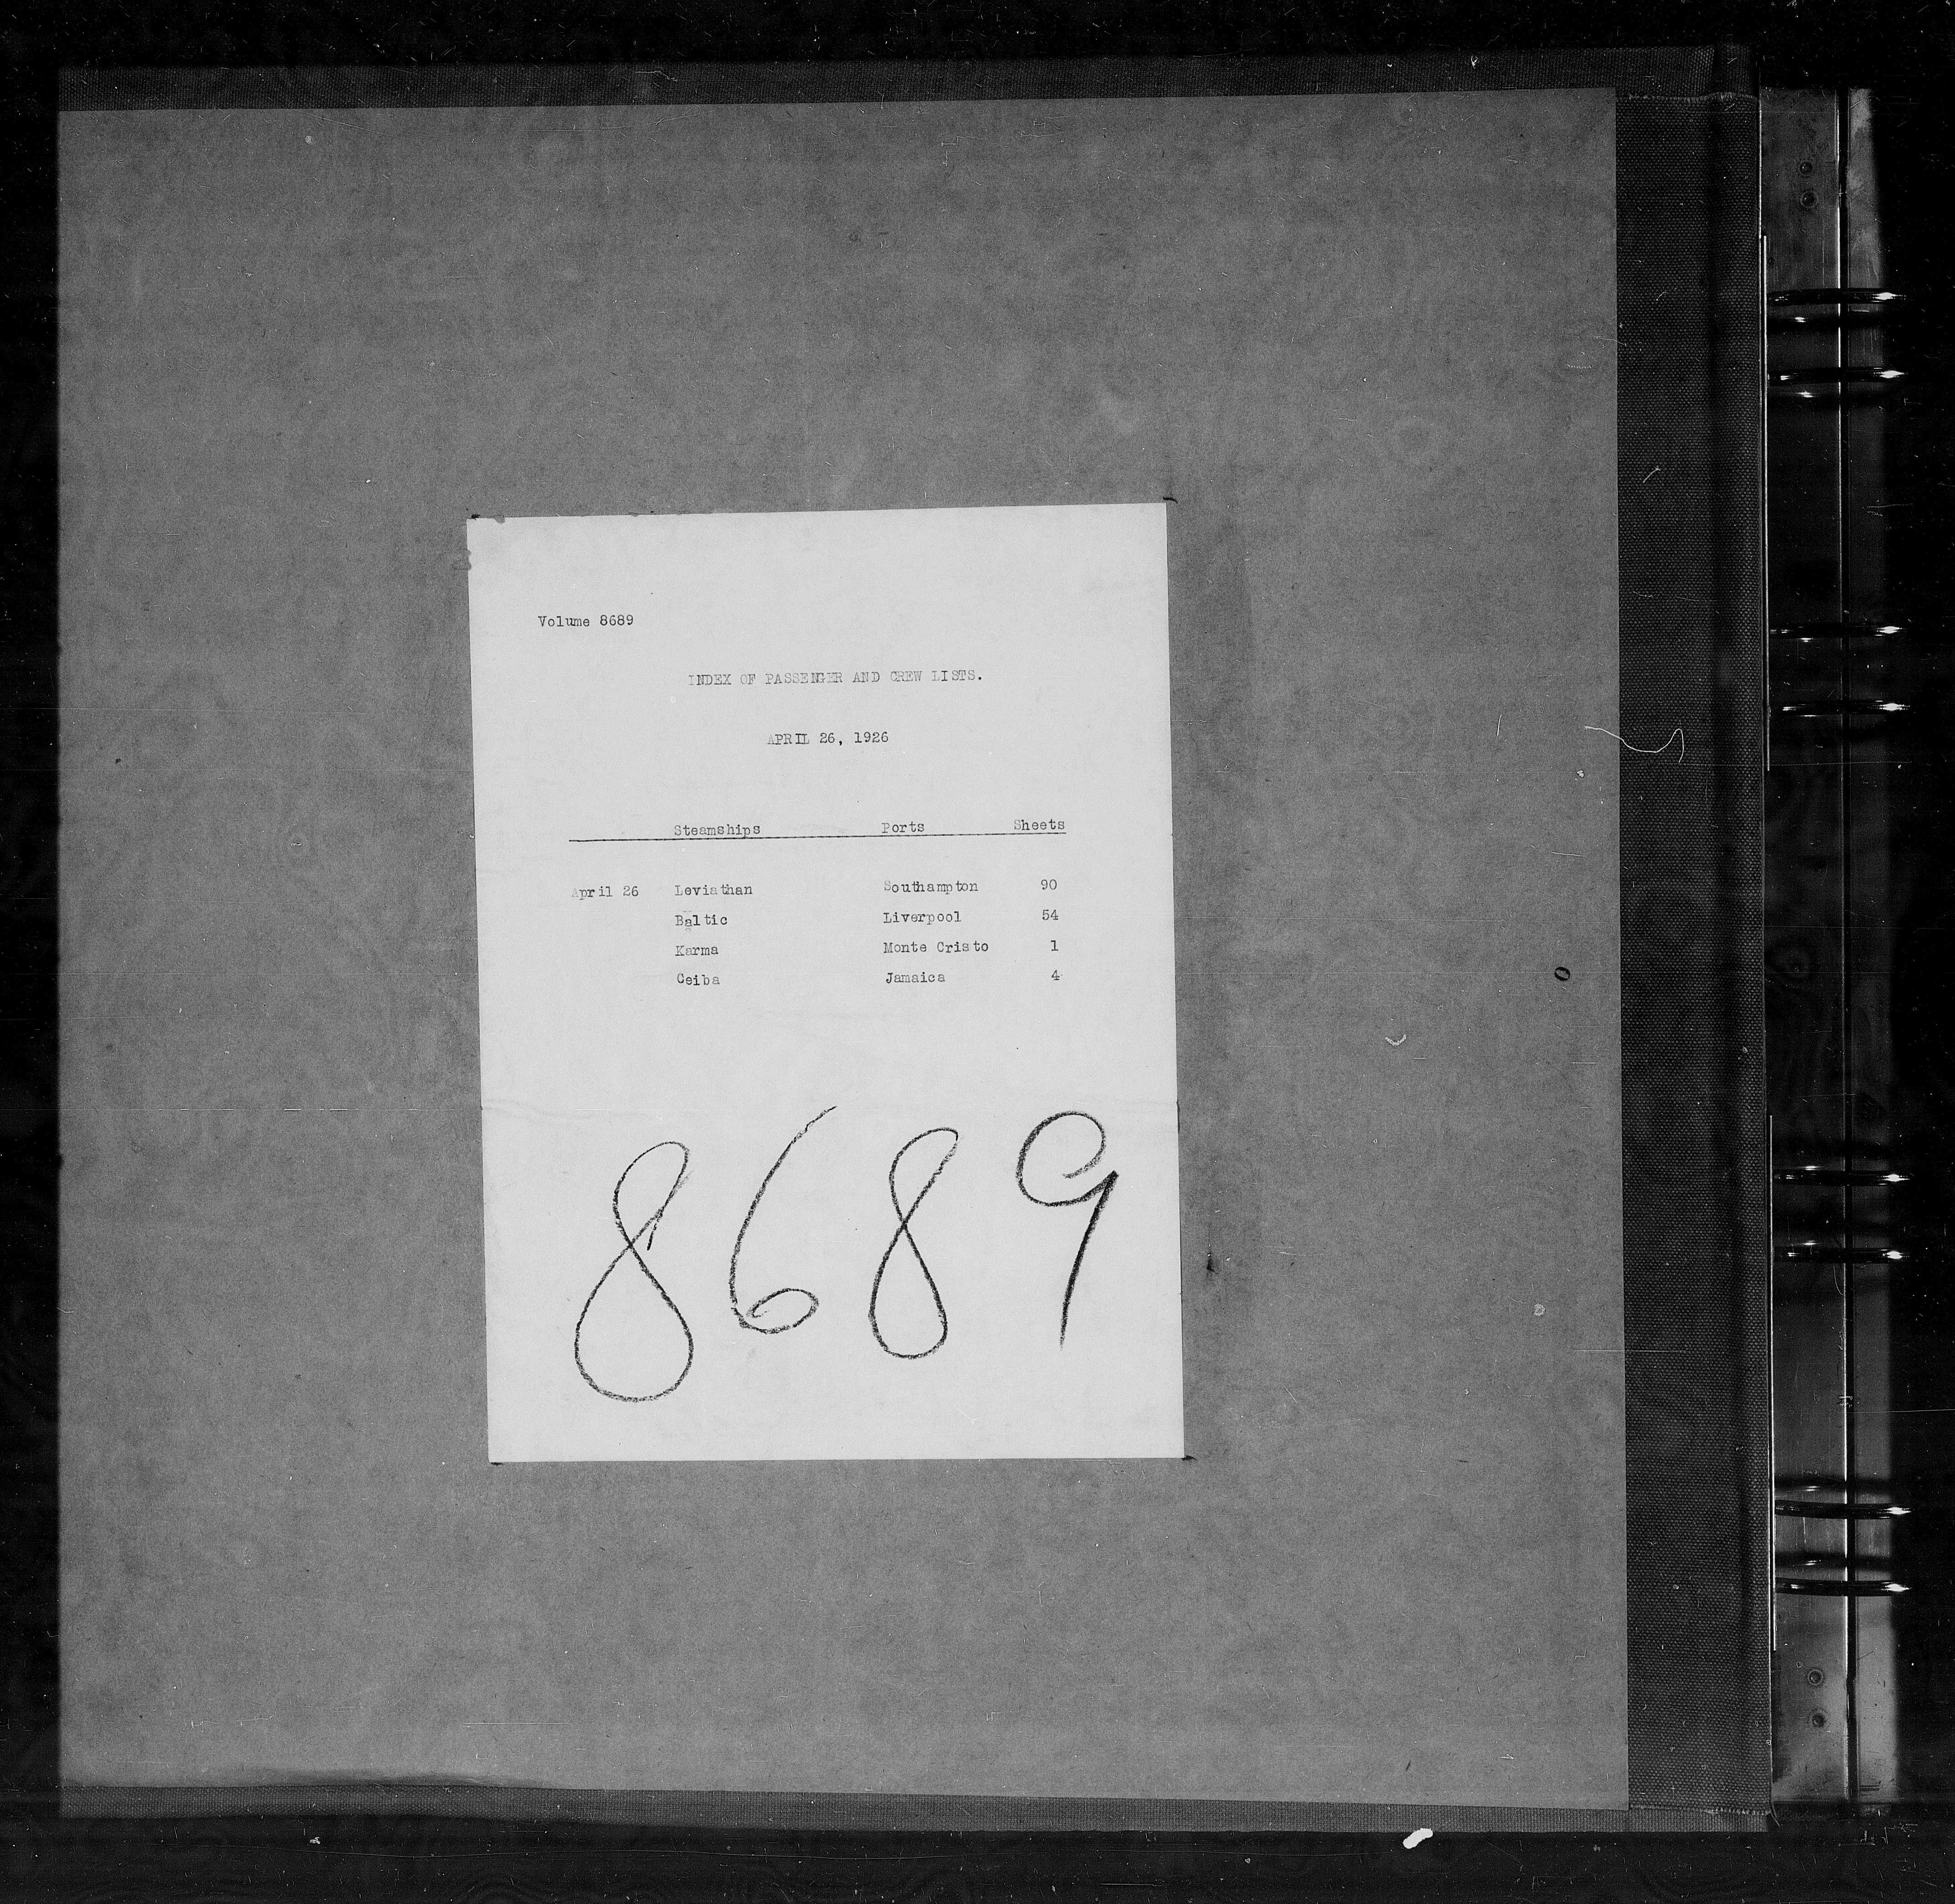 Volume 8689
INDEX OF PASSENGER AND CREW LISTS.
APRIL 26, 1926
Steamships Ports Sheets
April 26 Leviathan Southampton 90
Baltic Liverpool 54
Karma Monte Cristo 1
Ceiba Jamaica 4
8689